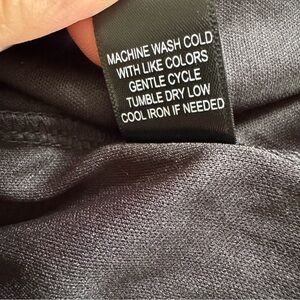 MACHINE WASH COLD
WITH LIKE COLORS
GENTLE CYCLE
TUMBLE DRY LOW
COOL IRON IF NEEDED